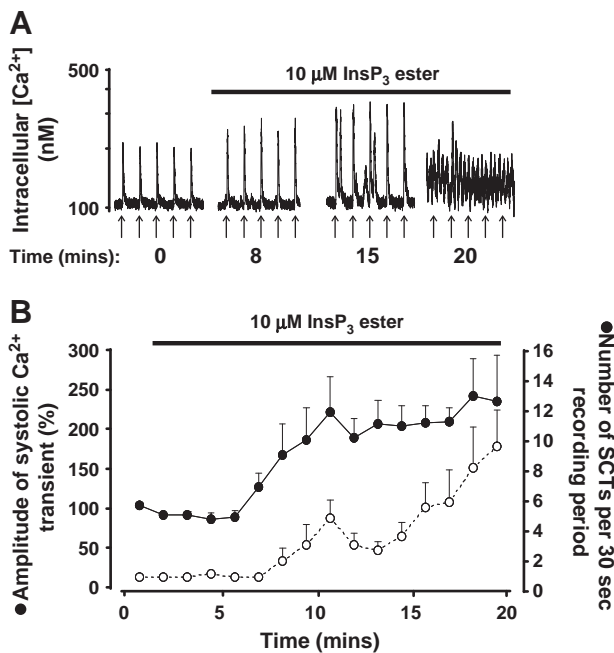 A
10 μM InsP₃ ester
500
100
Intracellular [Ca²⁺]
(nM)
Time (mins): 0 8 15 20
B
10 μM InsP₃ ester
●Amplitude of systolic Ca²⁺
transient (%)
300
250
200
150
100
50
0
●Number of SCTs per 30 sec
recording period
16
14
12
10
8
6
4
2
0
0 5 10 15 20
Time (mins)